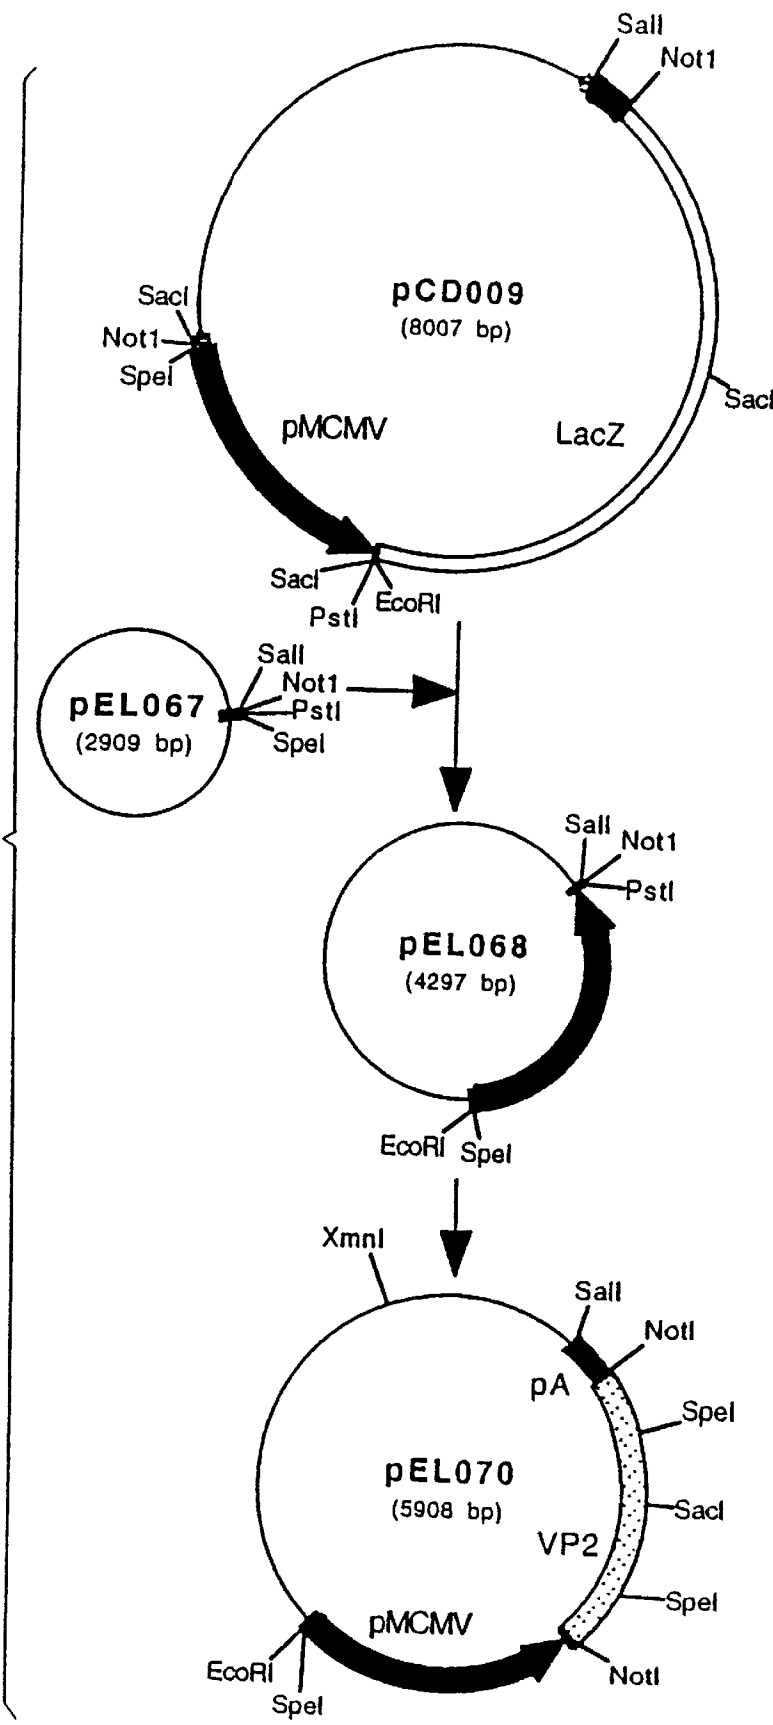 SalI
Not1
pCD009
(8007 bp)
SacI
Not1
SpeI
SacI
pMCMV
LacZ
SacI
PstI
EcoRI
SalI
Not1
PstI
SpeI
pEL067
(2909 bp)
SalI
Not1
PstI
pEL068
(4297 bp)
EcoRI
SpeI
XmnI
SalI
NotI
pA
SpeI
pEL070
(5908 bp)
SacI
VP2
SpeI
pMCMV
EcoRI
SpeI
NotI